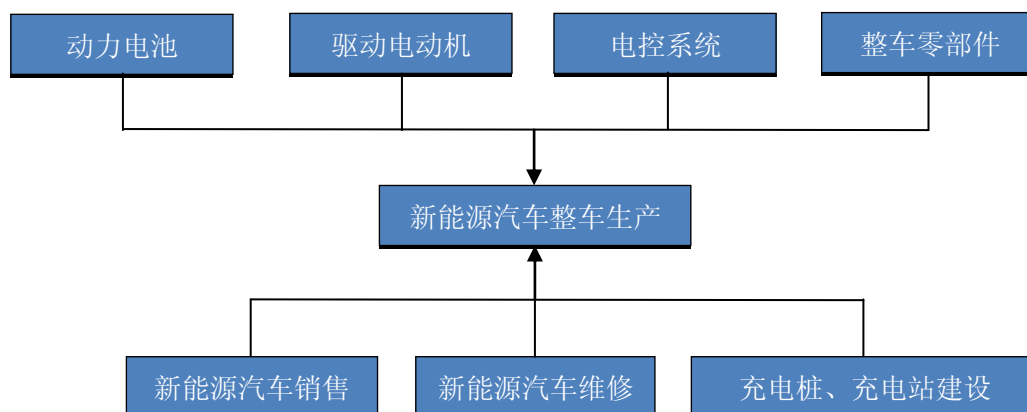 动力电池
驱动电动机
电控系统
整车零部件
新能源汽车整车生产
新能源汽车销售
新能源汽车维修
充电桩、充电站建设